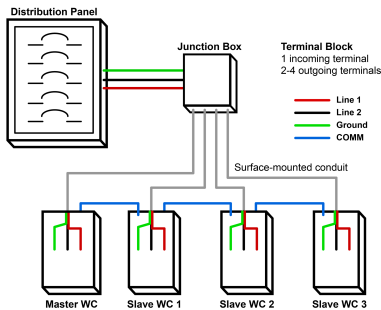 Distribution Panel
Junction Box
Terminal Block
1 incoming terminal
2-4 outgoing terminals
Line 1
Line 2
Ground
COMM
Surface-mounted conduit
Master WC
Slave WC 1
Slave WC 2
Slave WC 3